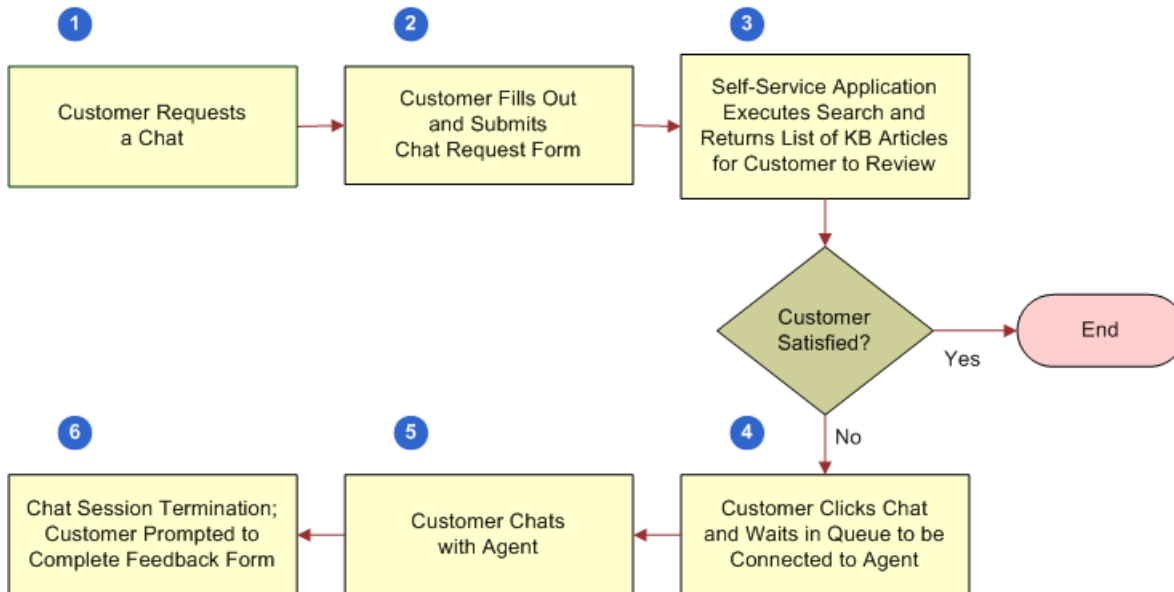 1
2
3
Customer Requests
a Chat
Customer Fills Out
and Submits
Chat Request Form
Self-Service Application
Executes Search and
Returns List of KB Articles
for Customer to Review
Customer
Satisfied?
Yes
End
No
6
5
4
Chat Session Termination;
Customer Prompted to
Complete Feedback Form
Customer Chats
with Agent
Customer Clicks Chat
and Waits in Queue to be
Connected to Agent